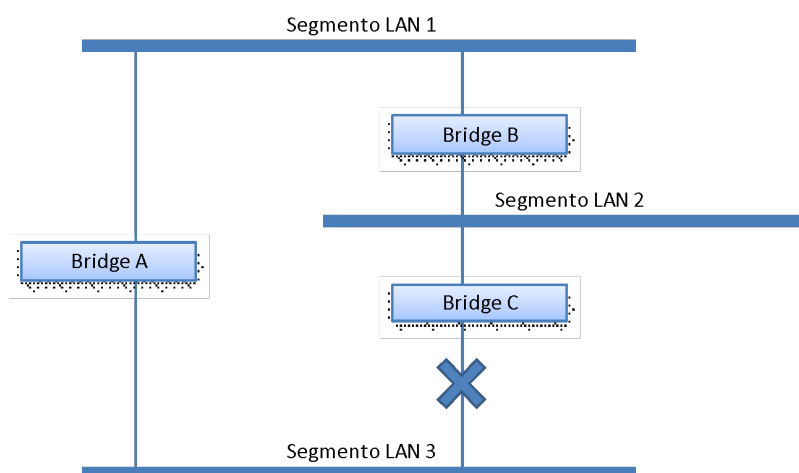 Segmento LAN 1
Bridge B
Segmento LAN 2
Bridge A
Bridge C
Segmento LAN 3